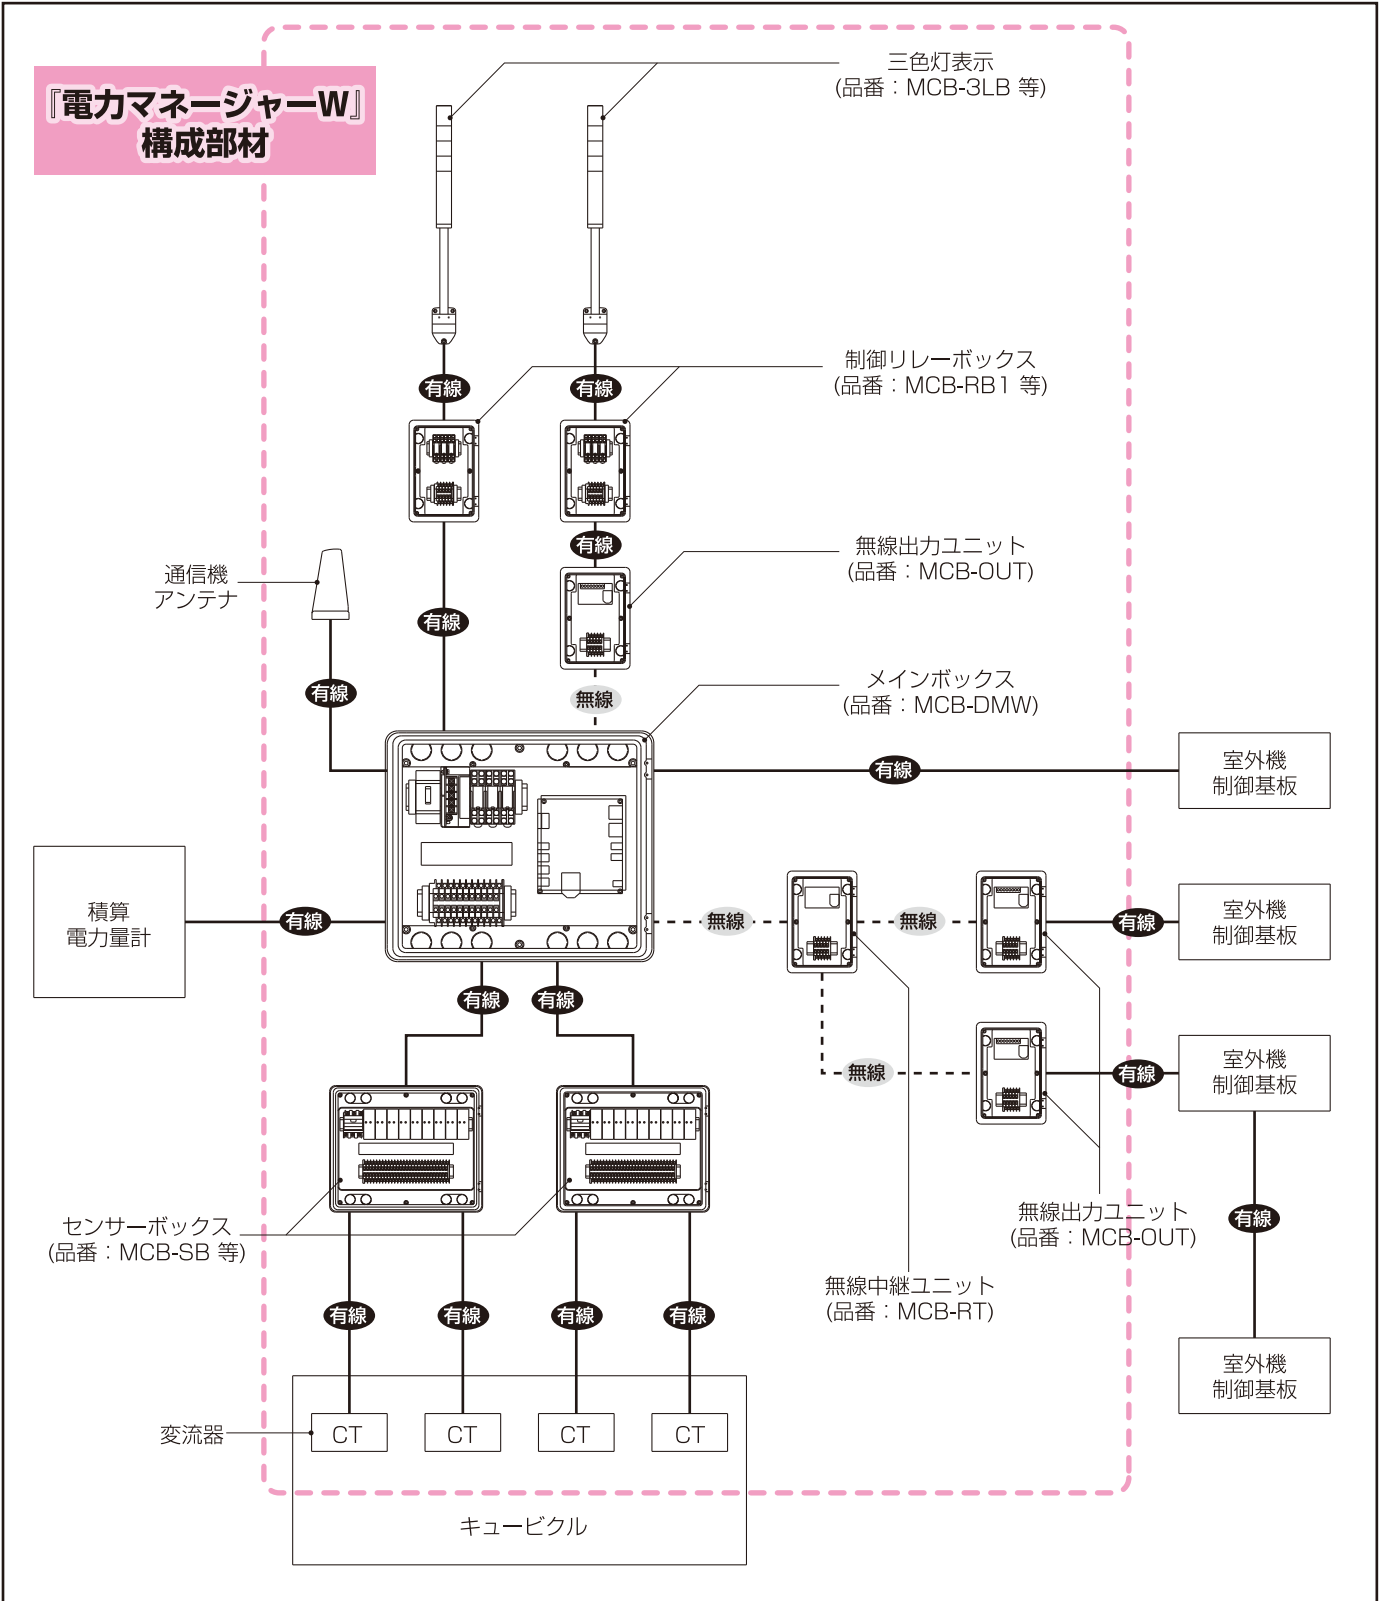 『電力マネージャーW』
構成部材
三色灯表示
(品番：MCB-3LB 等)
有線
有線
制御リレーボックス
(品番：MCB-RB1 等)
有線
無線出力ユニット
(品番：MCB-OUT)
通信機
アンテナ
有線
有線
無線
メインボックス
(品番：MCB-DMW)
有線
室外機
制御基板
積算
電力量計
有線
無線
無線
有線
室外機
制御基板
有線
有線
無線
有線
室外機
制御基板
センサーボックス
(品番：MCB-SB 等)
無線出力ユニット
(品番：MCB-OUT)
有線
無線中継ユニット
(品番：MCB-RT)
有線
有線
有線
有線
室外機
制御基板
変流器
CT
CT
CT
CT
キュービクル